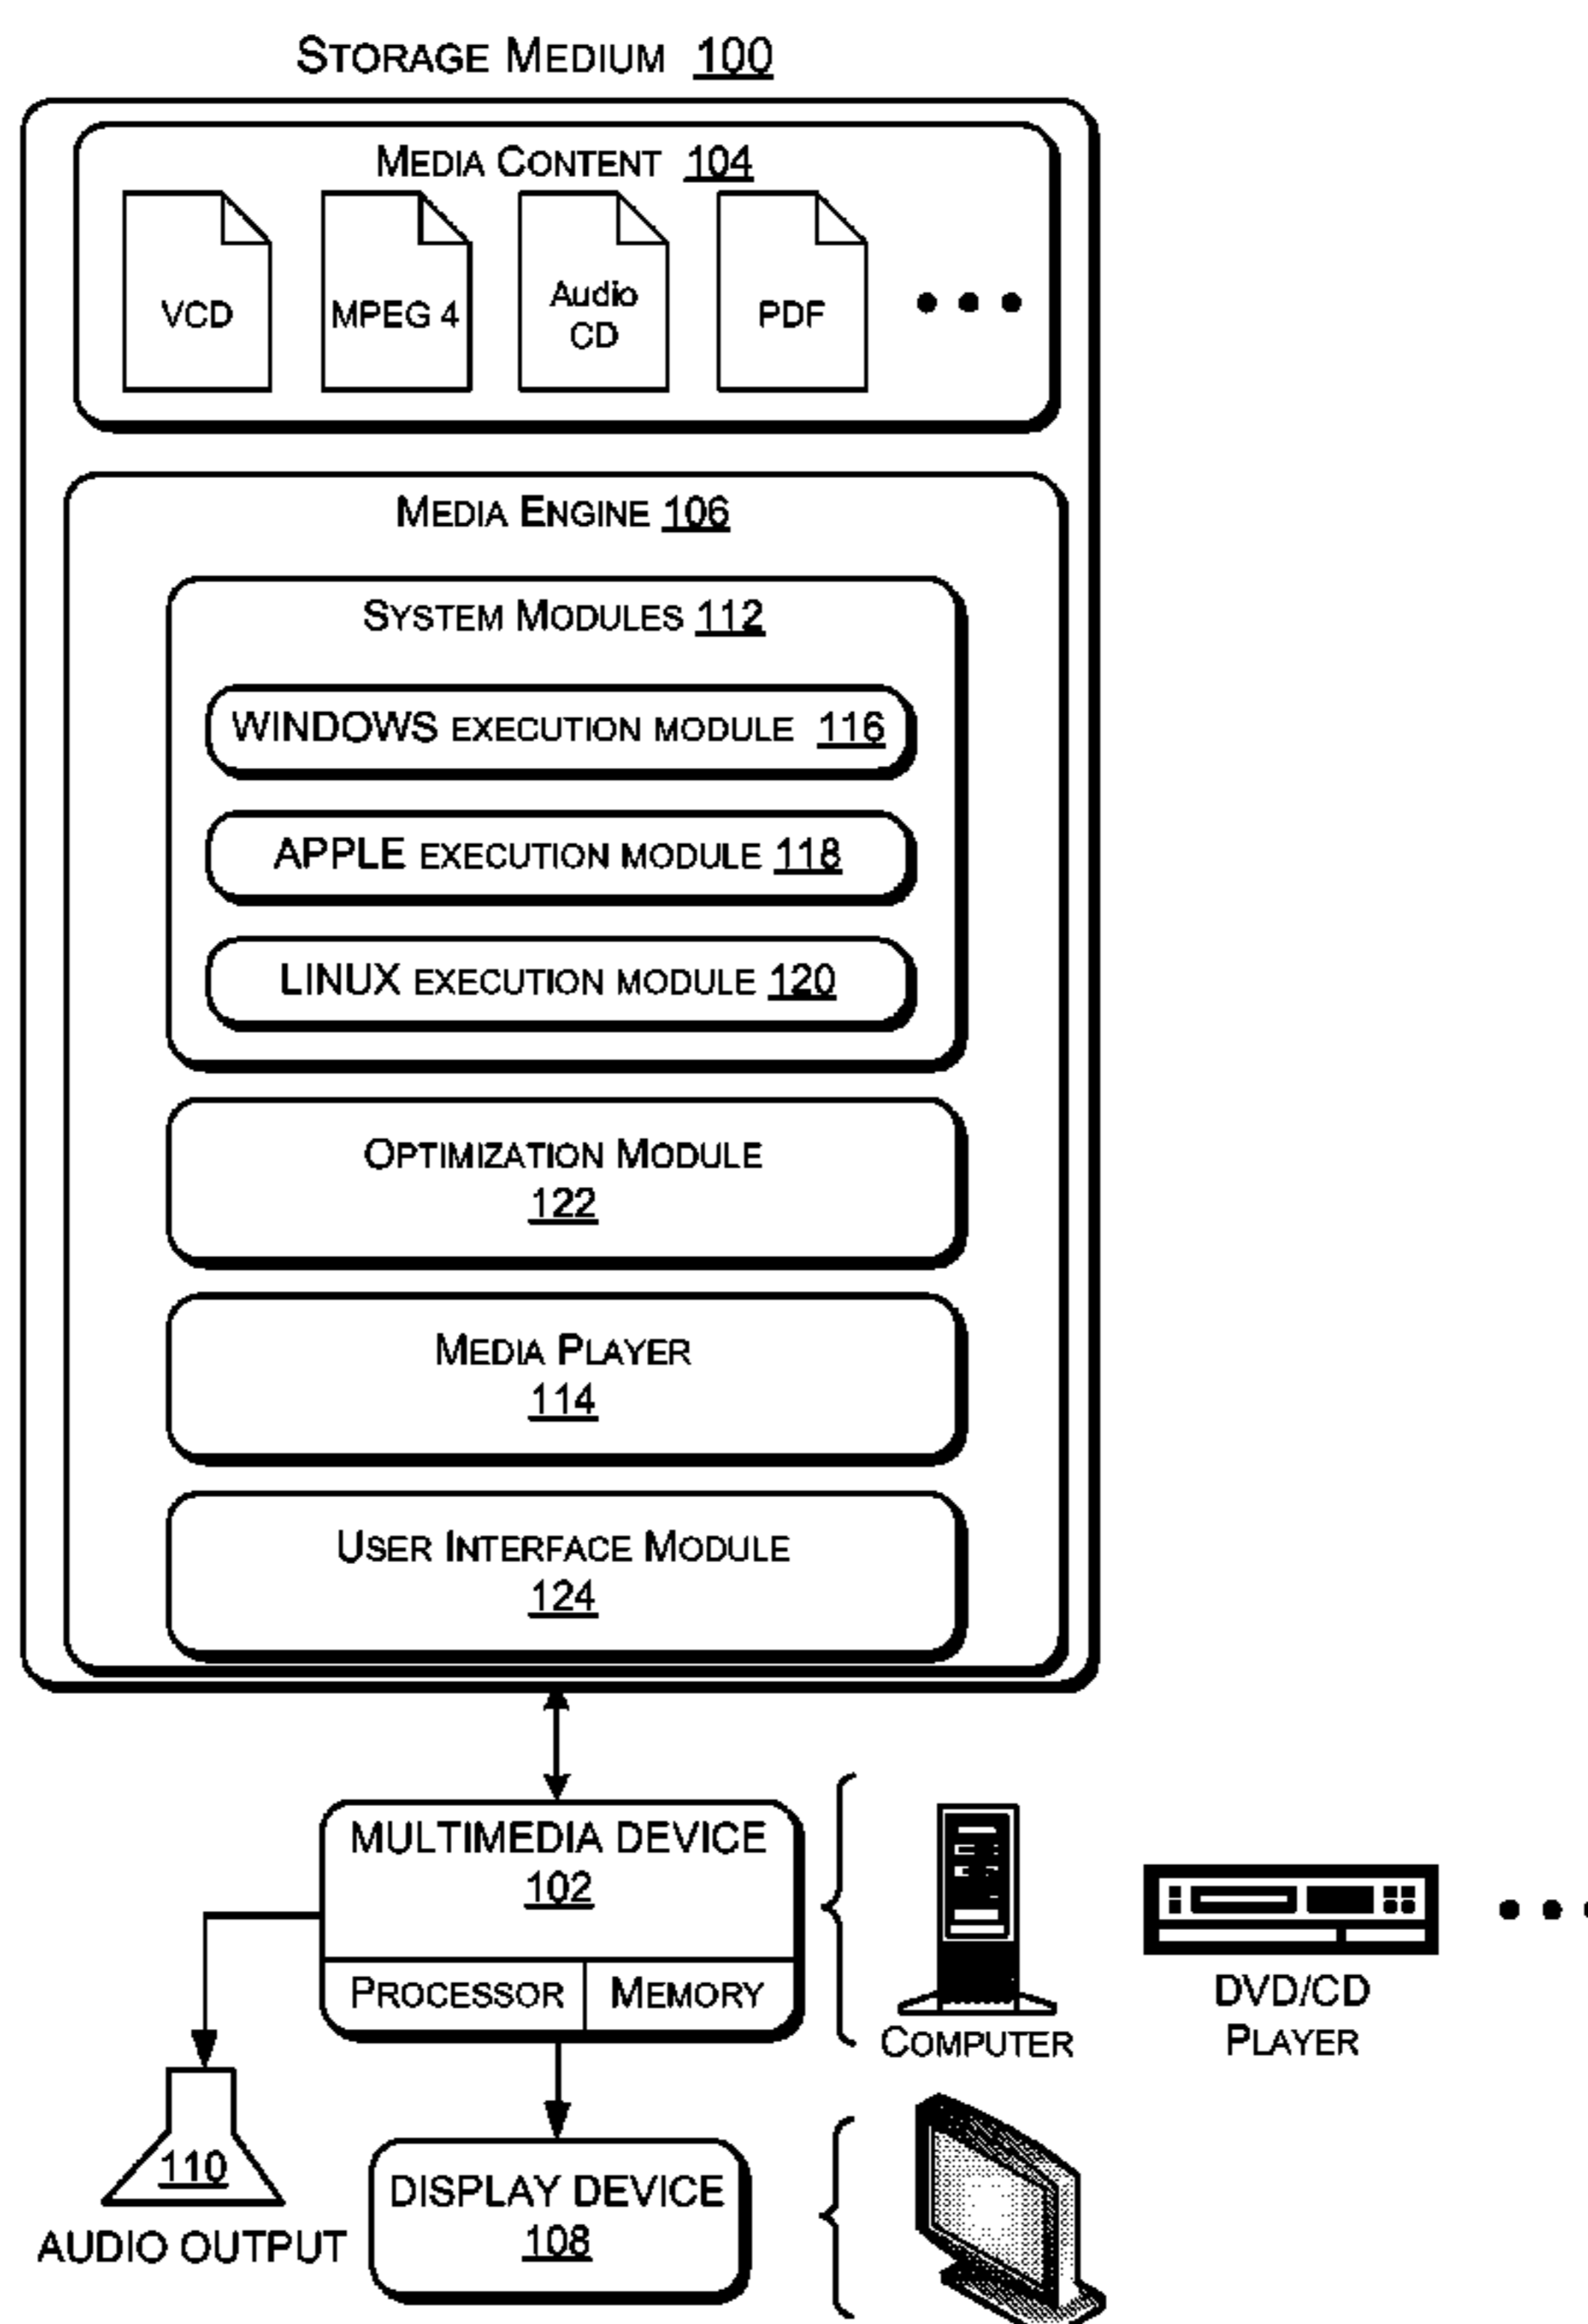 STORAGE MEDIUM 100
MEDIA CONTENT 104
VCD
MPEG 4
Audio
CD
PDF
MEDIA ENGINE 106
SYSTEM MODULES 112
WINDOWS EXECUTION MODULE 116
APPLE EXECUTION MODULE 118
LINUX EXECUTION MODULE 120
OPTIMIZATION MODULE
122
MEDIA PLAYER
114
USER INTERFACE MODULE
124
MULTIMEDIA DEVICE
102
PROCESSOR
MEMORY
COMPUTER
DVD/CD
PLAYER
110
AUDIO OUTPUT
DISPLAY DEVICE
108